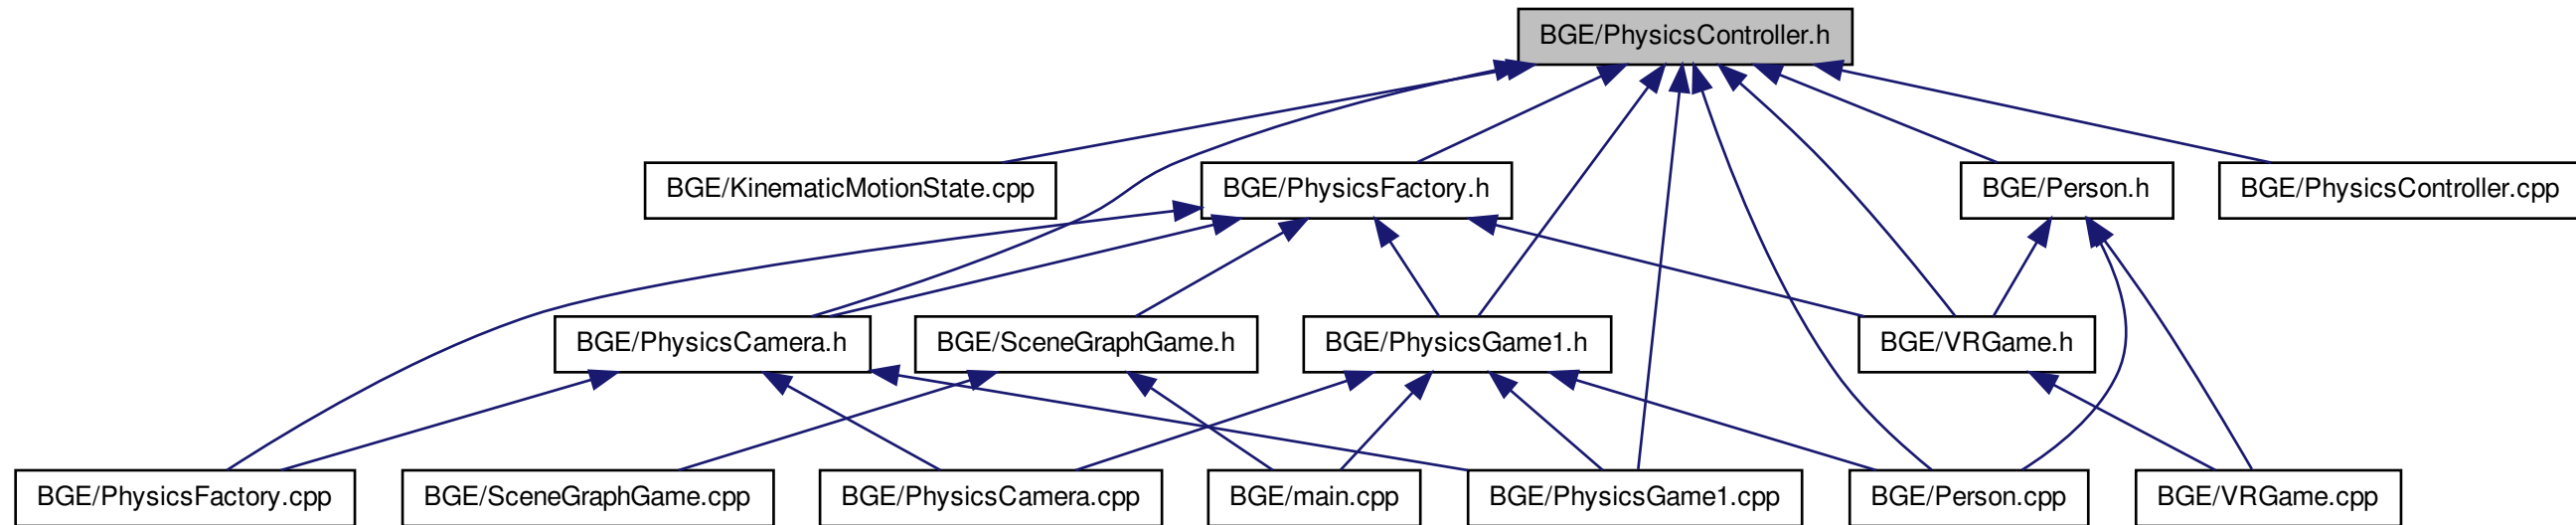 BGE/PhysicsController.h
BGE/KinematicMotionState.cpp
BGE/PhysicsFactory.h
BGE/Person.h
BGE/PhysicsController.cpp
BGE/PhysicsCamera.h
BGE/SceneGraphGame.h
BGE/PhysicsGame1.h
BGE/VRGame.h
BGE/PhysicsFactory.cpp
BGE/SceneGraphGame.cpp
BGE/PhysicsCamera.cpp
BGE/main.cpp
BGE/PhysicsGame1.cpp
BGE/Person.cpp
BGE/VRGame.cpp